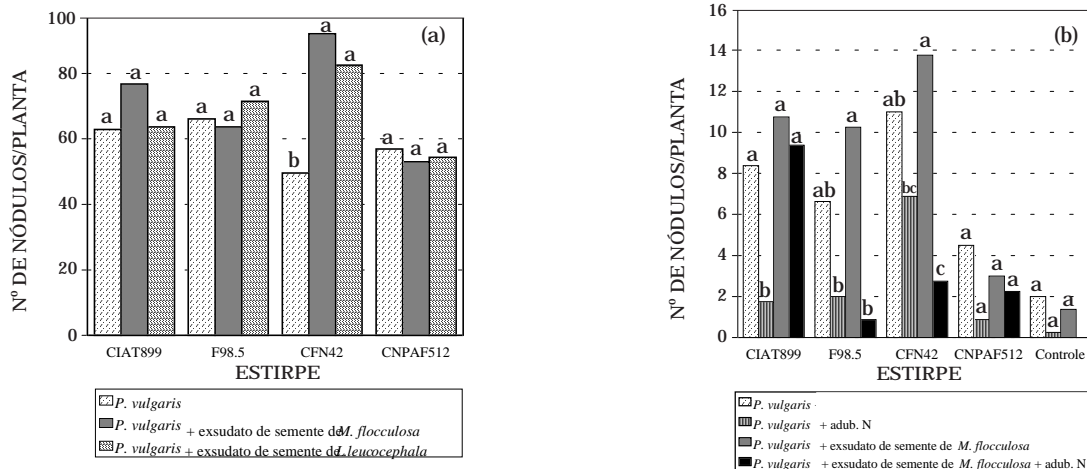 (a)
Nº DE NÓDULOS/PLANTA
100
80
60
40
20
0
a a a
a a a
b a a
a a a
CIAT899 F98.5 CFN42 CNPAF512
ESTIRPE
P. vulgaris
P. vulgaris + exsudato de semente de M. flocculosa
P. vulgaris + exsudato de semente de L.leucocephala
(b)
Nº DE NÓDULOS/PLANTA
16
14
12
10
8
6
4
2
0
a b a a
b b a b
ab bc a c
a a a a
a a a
CIAT899 F98.5 CFN42 CNPAF512 Controle
ESTIRPE
P. vulgaris
P. vulgaris + adub. N
P. vulgaris + exsudato de semente de M. flocculosa
P. vulgaris + exsudato de semente de M. flocculosa + adub. N